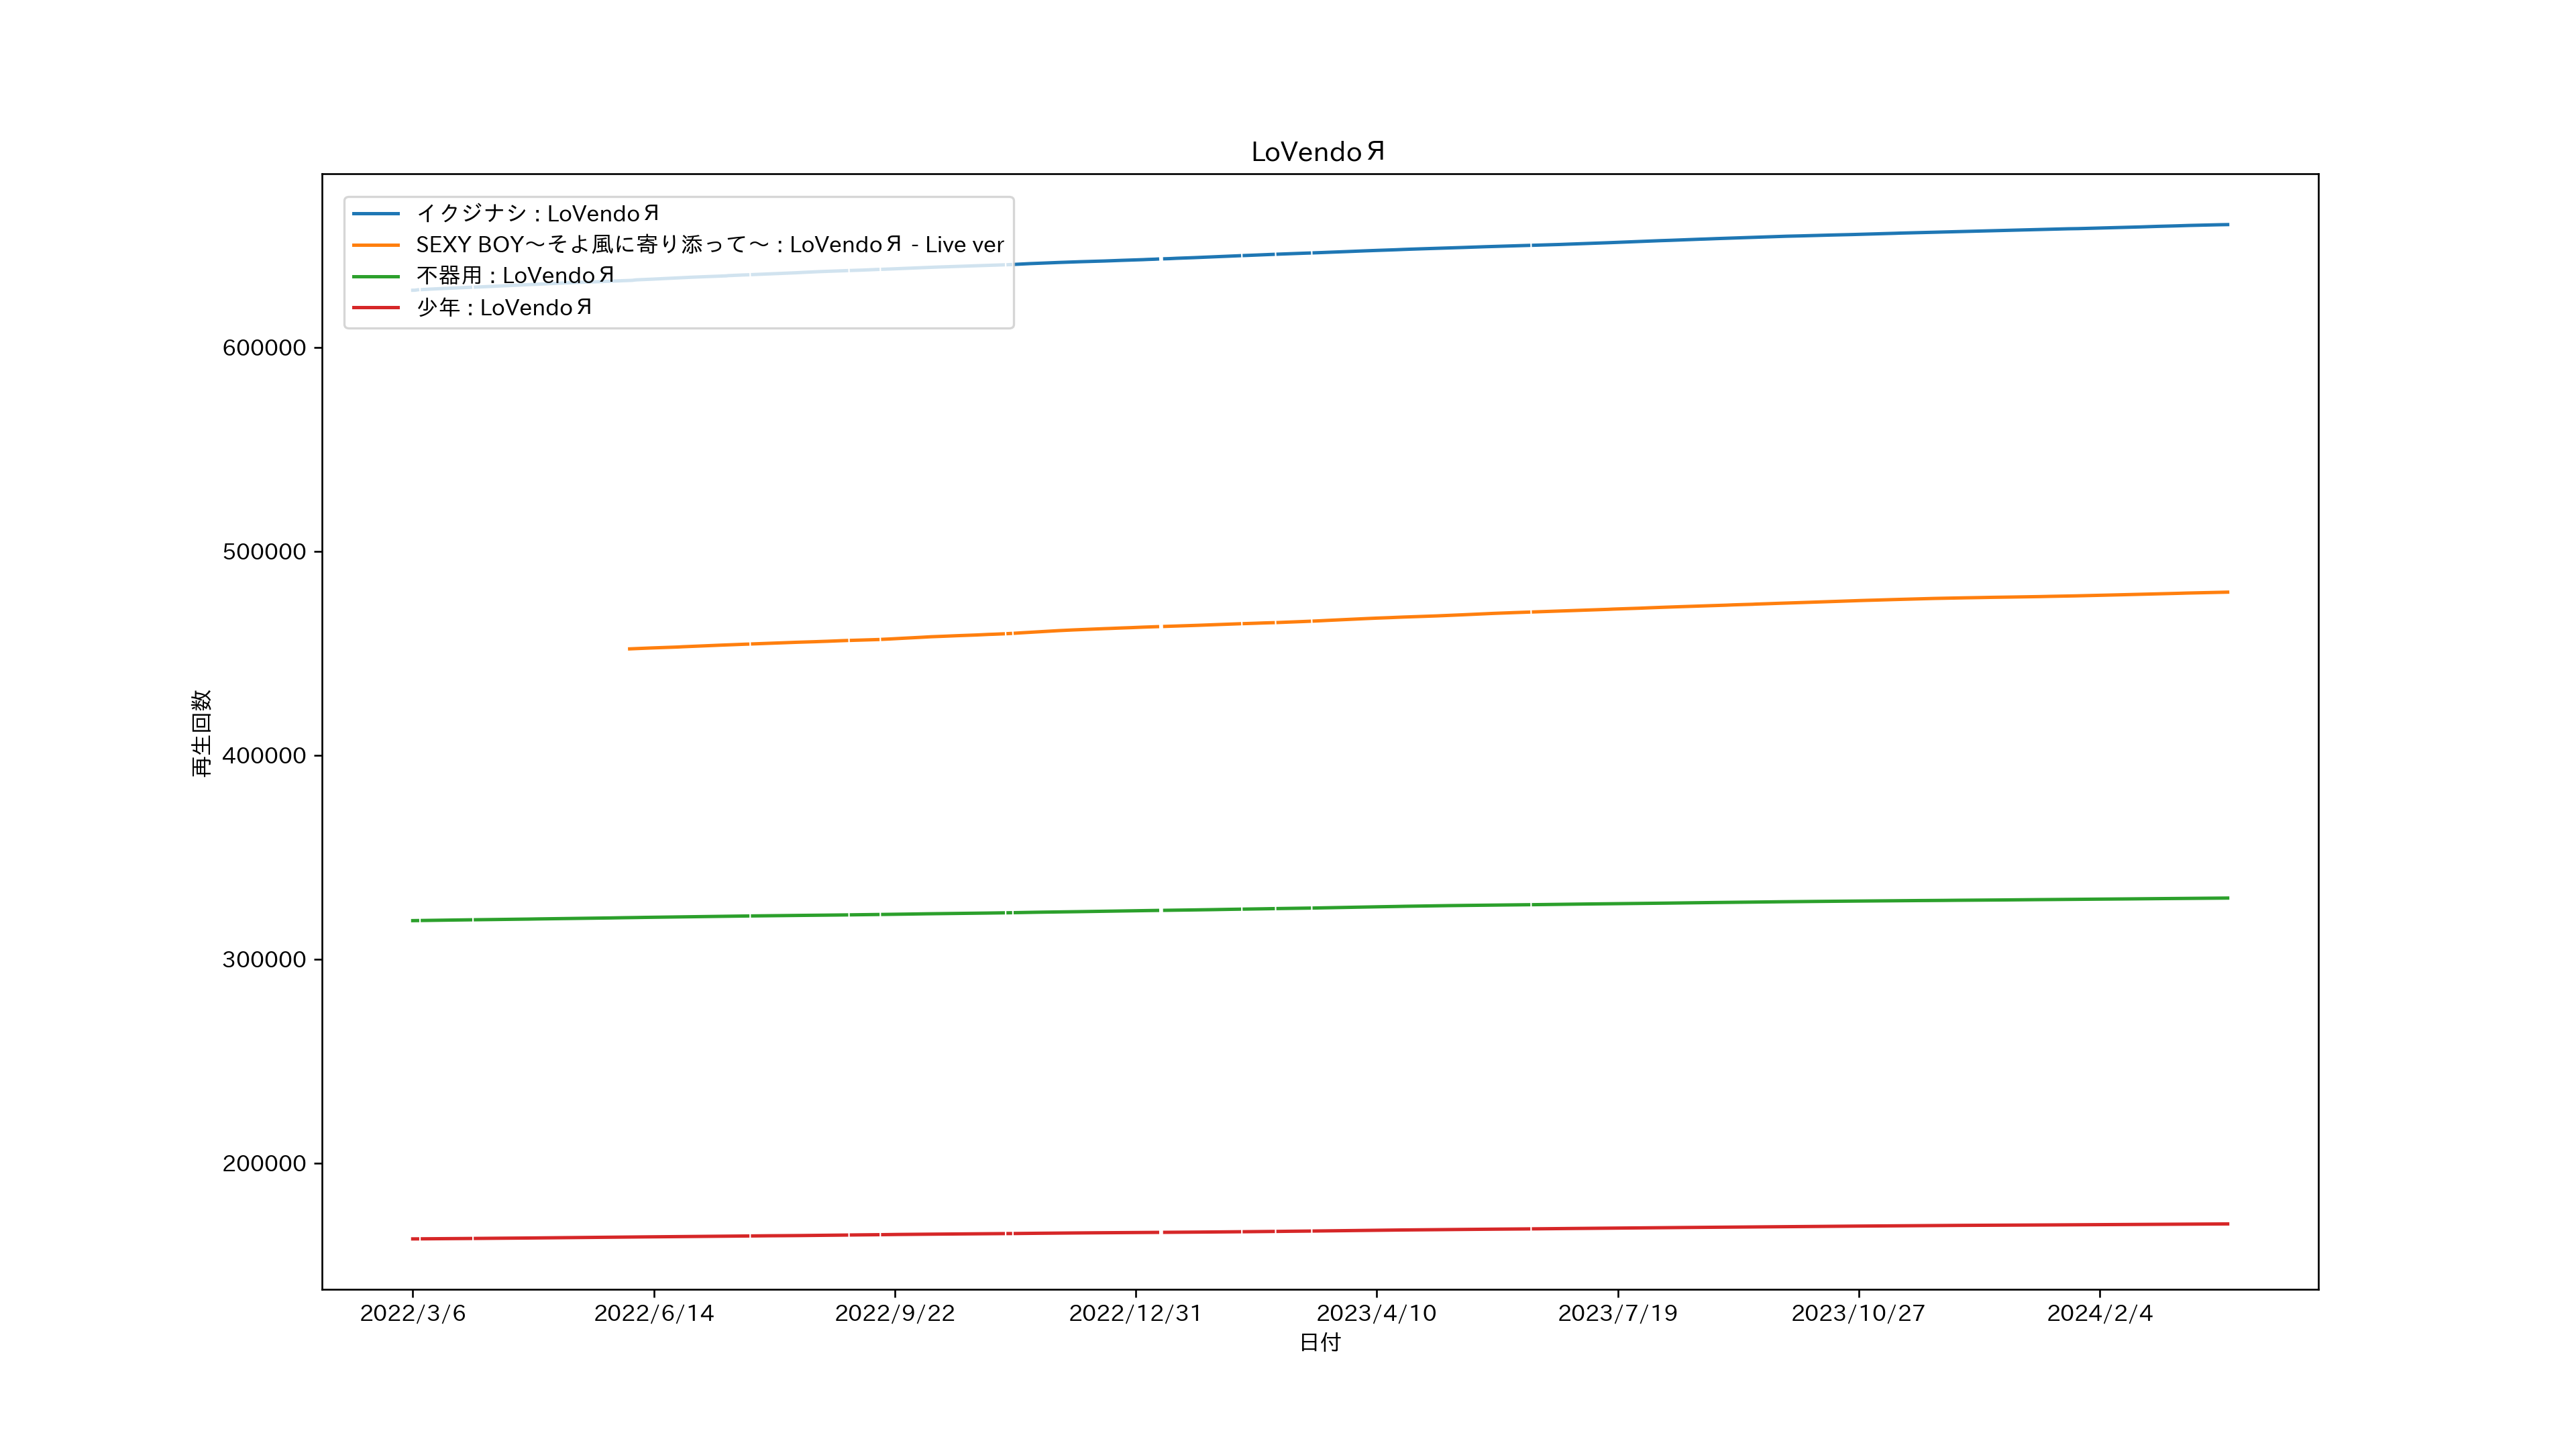 LoVendoЯ
イクジナシ : LoVendoЯ
SEXY BOY～そよ風に寄り添って～ : LoVendoЯ - Live ver
不器用 : LoVendoЯ
少年 : LoVendoЯ
600000
500000
400000
300000
200000
再生回数
2022/3/6 2022/6/14 2022/9/22 2022/12/31 2023/4/10 2023/7/19 2023/10/27 2024/2/4
日付